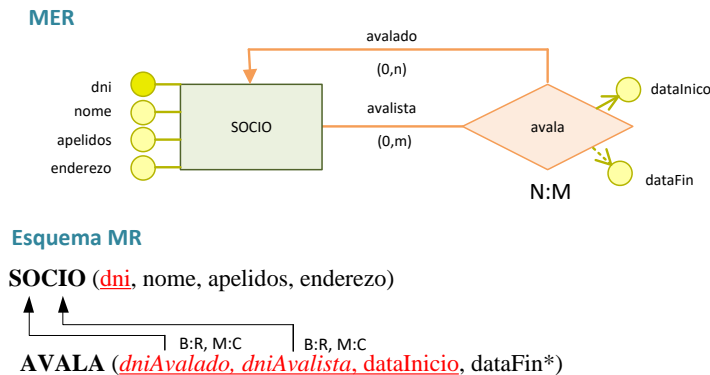 MER
avalado
(0,n)
dni
nome
apelidos
enderezo
SOCIO
avalista
(0,m)
avala
N:M
dataInico
dataFin
Esquema MR
SOCIO (dni, nome, apelidos, enderezo)
B:R, M:C B:R, M:C
AVALA (dniAvalado, dniAvalista, dataInicio, dataFin*)